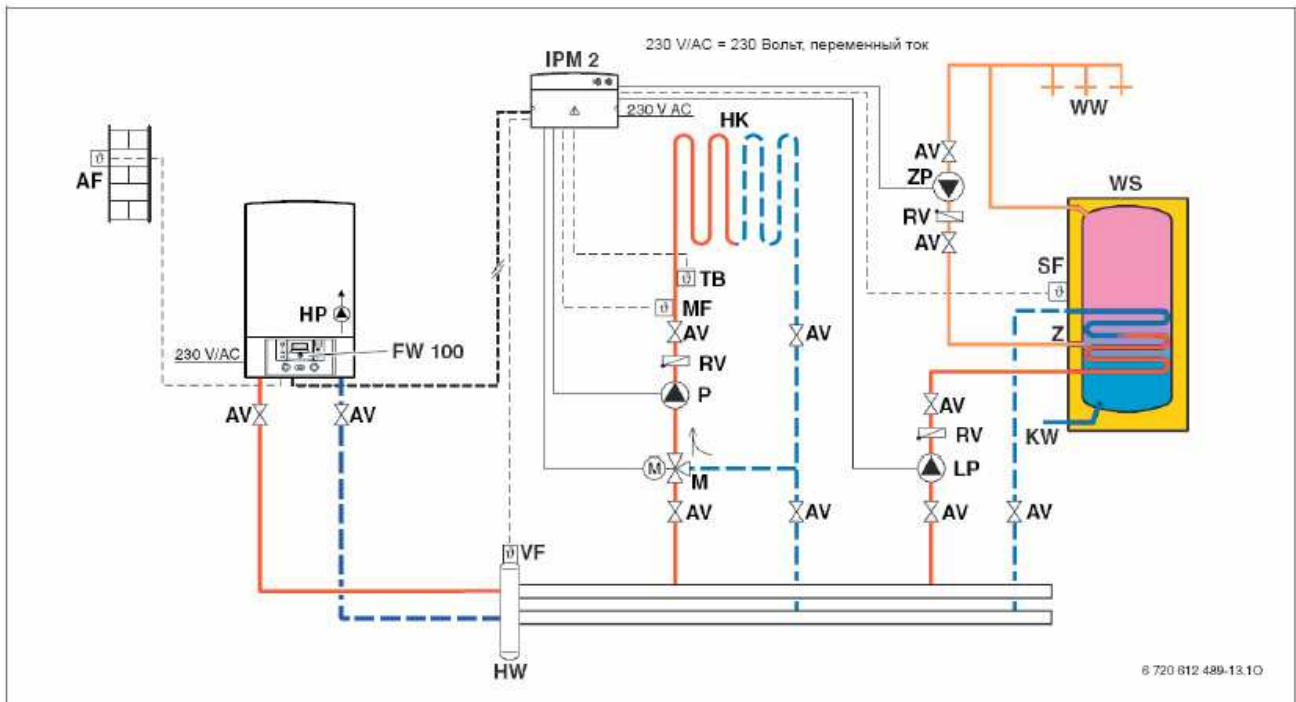 230 V/AC = 230 Вольт, переменный ток
IPM 2
230 V AC
HK
WW
AV
ZP
WS
RV
AV
AF
ϑ
SF
ϑ
TB
ϑ
MF
ϑ
HP
AV
AV
Z
FW 100
230 V/AC
RV
P
AV
AV
AV
RV
KW
M
M
LP
AV
AV
AV
AV
VF
ϑ
HW
6 720 612 489-13.1O